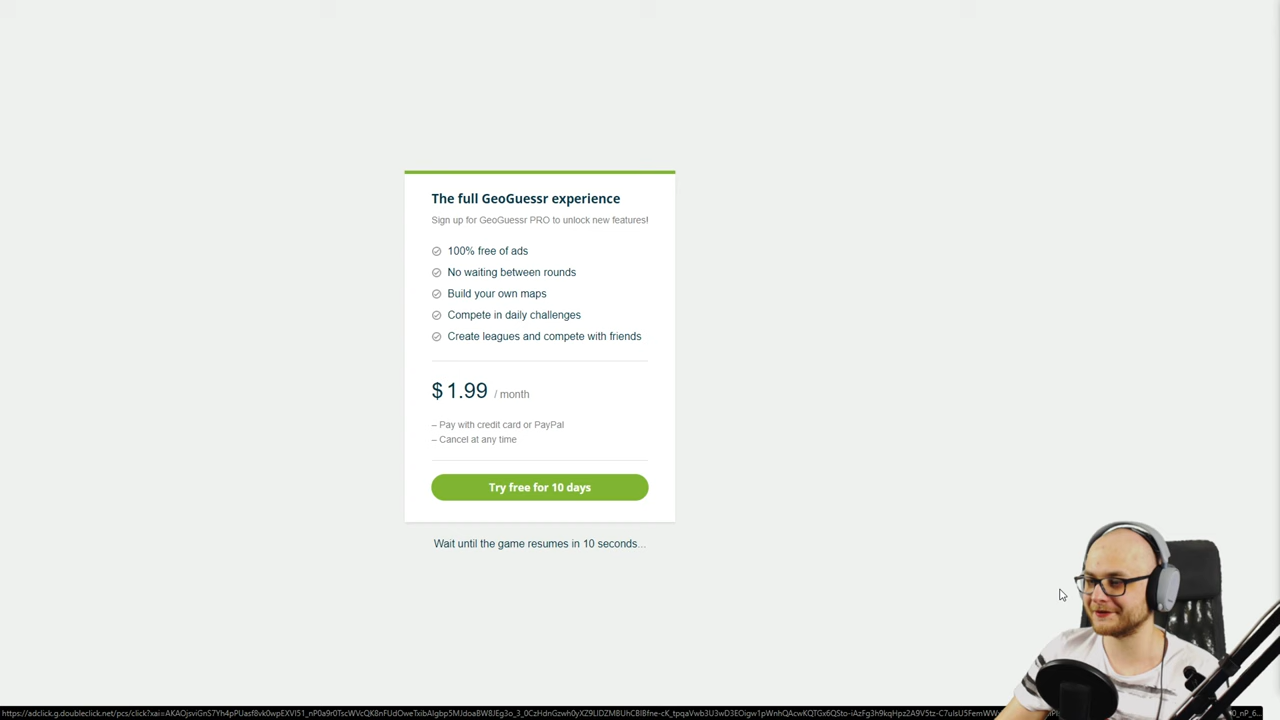 The full GeoGuessr experience
Sign up for GeoGuessr PRO to unlock new features!
100% free of ads
No waiting between rounds
Build your own maps
Compete in daily challenges
Create leagues and compete with friends
$ 1.99 / month
– Pay with credit card or PayPal
– Cancel at any time
Try free for 10 days
Wait until the game resumes in 10 seconds...